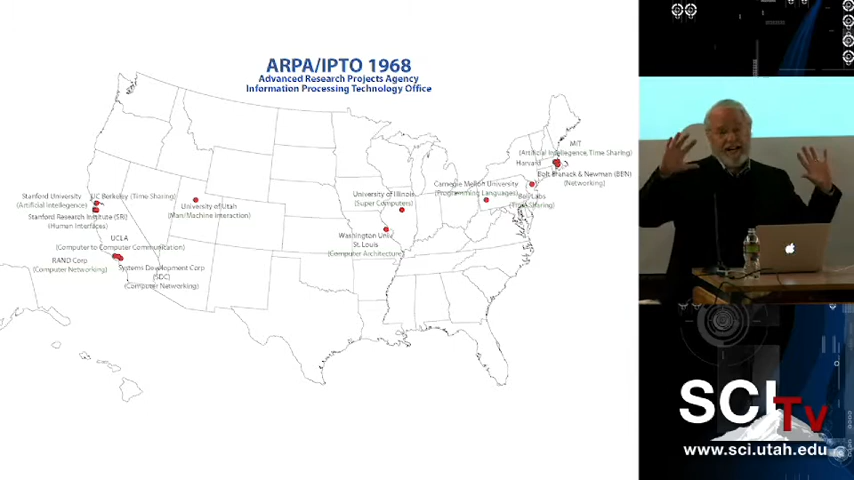 ARPA/IPTO 1968
Advanced Research Projects Agency
Information Processing Technology Office
MIT
(Artificial Intellegence, Time Sharing)
Harvard
Bolt Beranack & Newman (BBN)
(Networking)
Carnegie Mellon University
(Programming Languages)
Bell Labs
(Time Sharing)
University of Illinois
(Super Computers)
Washington Univ.
St. Louis
(Computer Architecture)
Stanford University
(Artificial Intellegence)
UC Berkeley (Time Sharing)
University of Utah
(Man/Machine Interaction)
Stanford Research Institute (SRI)
(Human Interfaces)
UCLA
(Computer to Computer Communication)
RAND Corp
(Computer Networking)
Systems Development Corp
(SDC)
(Computer Networking)
SCI TV
www.sci.utah.edu